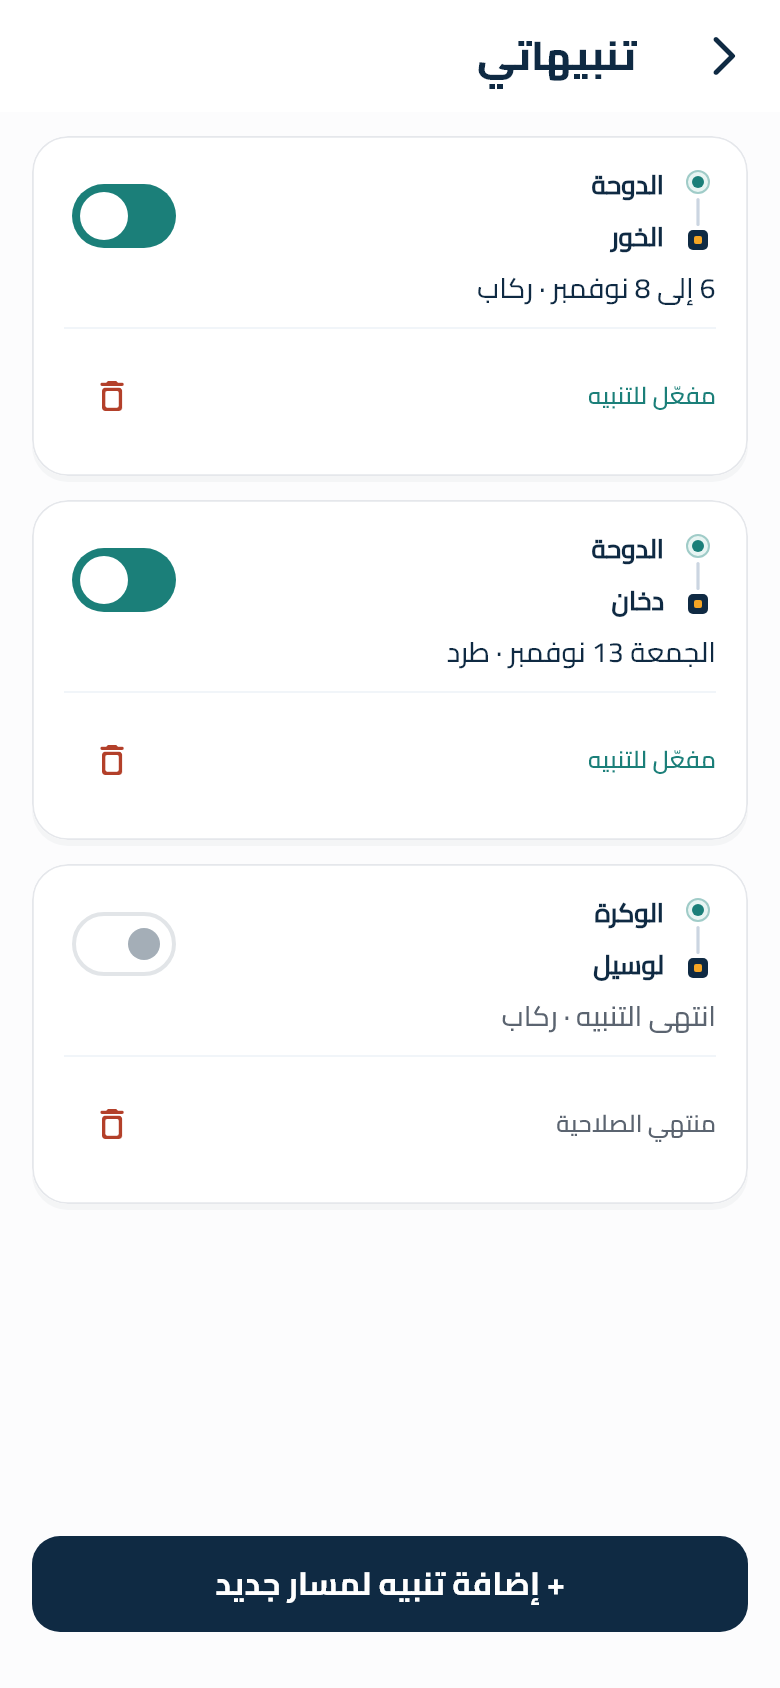 تنبيهاتي
الدوحة
الخور
6 إلى 8 نوفمبر · ركاب
مفعّل للتنبيه
الدوحة
دخان
الجمعة 13 نوفمبر · طرد
مفعّل للتنبيه
الوكرة
لوسيل
انتهى التنبيه · ركاب
منتهي الصلاحية
+ إضافة تنبيه لمسار جديد